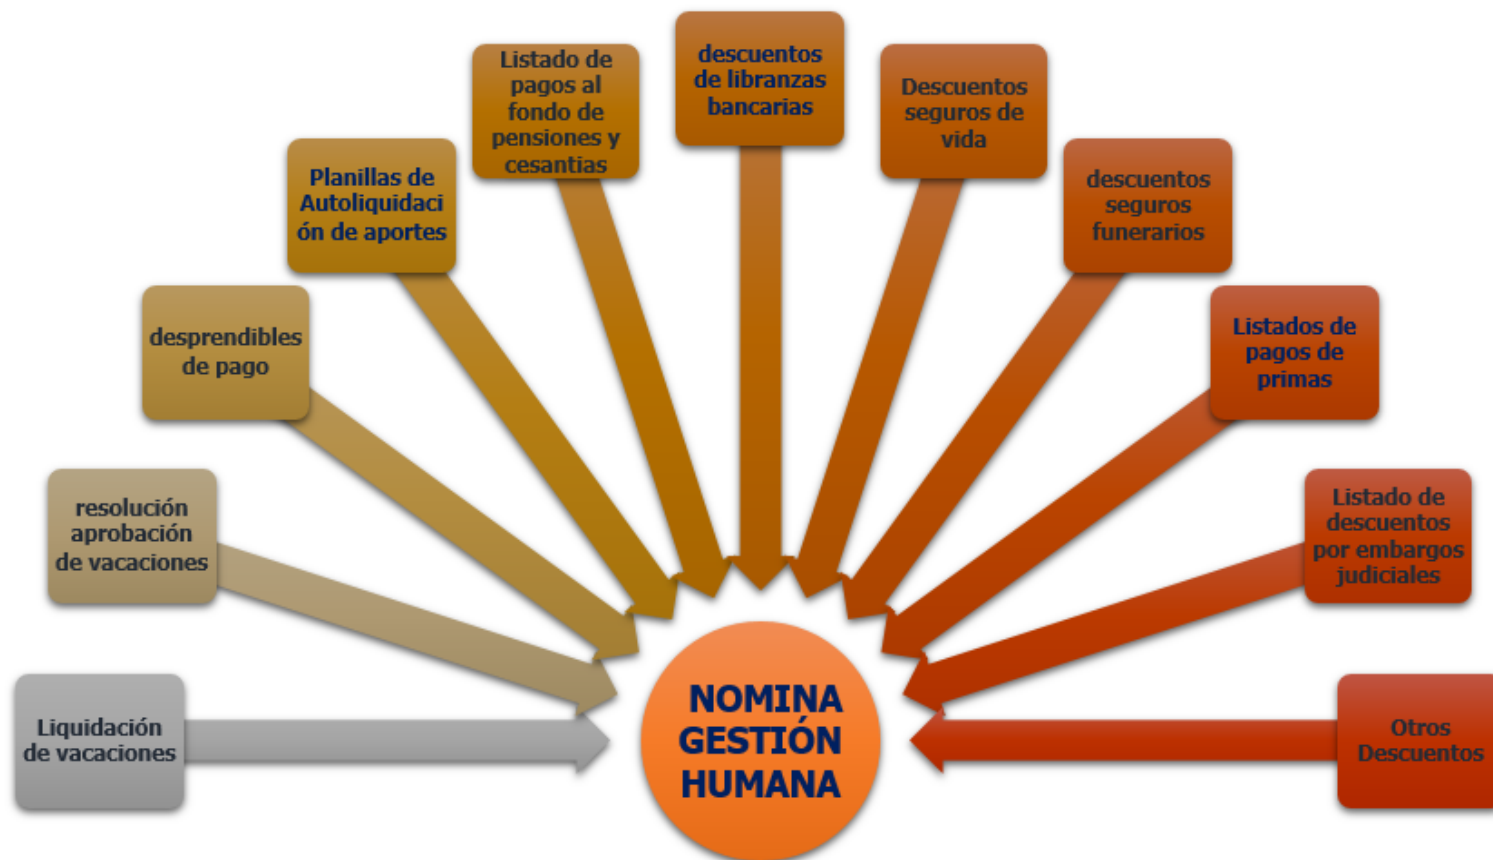 Liquidación
de vacaciones
resolución
aprobación
de vacaciones
desprendibles
de pago
Planillas de
Autoliquidaci
ón de aportes
Listado de
pagos al
fondo de
pensiones y
cesantias
descuentos
de libranzas
bancarias
Descuentos
seguros de
vida
descuentos
seguros
funerarios
Listados de
pagos de
primas
Listado de
descuentos
por embargos
judiciales
Otros
Descuentos
NOMINA
GESTIÓN
HUMANA